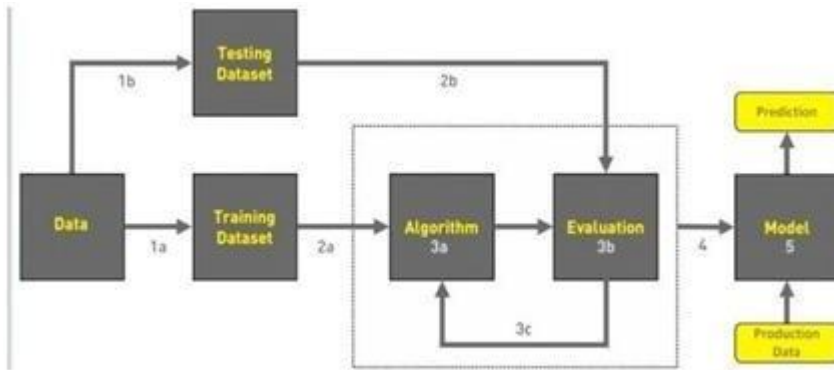 Testing
Dataset
1b
2b
Prediction
Data
Training
Dataset
Algorithm
3a
Evaluation
3b
Model
5
1a
2a
4
3c
Production
Data